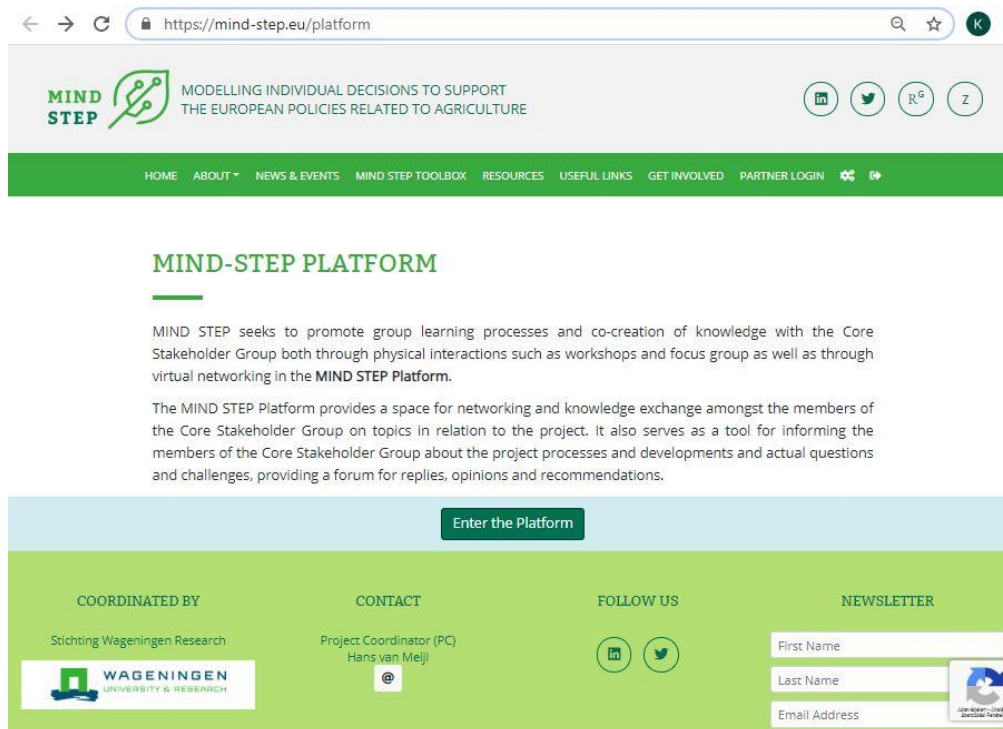 https://mind-step.eu/platform
K
MIND
STEP
MODELLING INDIVIDUAL DECISIONS TO SUPPORT
THE EUROPEAN POLICIES RELATED TO AGRICULTURE
in
R^G
Z
HOME ABOUT NEWS & EVENTS MIND STEP TOOLBOX RESOURCES USEFUL LINKS GET INVOLVED PARTNER LOGIN
MIND-STEP PLATFORM
MIND STEP seeks to promote group learning processes and co-creation of knowledge with the Core
Stakeholder Group both through physical interactions such as workshops and focus group as well as through
virtual networking in the MIND STEP Platform.
The MIND STEP Platform provides a space for networking and knowledge exchange amongst the members of
the Core Stakeholder Group on topics in relation to the project. It also serves as a tool for informing the
members of the Core Stakeholder Group about the project processes and developments and actual questions
and challenges, providing a forum for replies, opinions and recommendations.
Enter the Platform
COORDINATED BY
Stichting Wageningen Research
WAGENINGEN
UNIVERSITY & RESEARCH
CONTACT
Project Coordinator (PC)
Hans van Meijl
@
FOLLOW US
in
NEWSLETTER
First Name
Last Name
Email Address